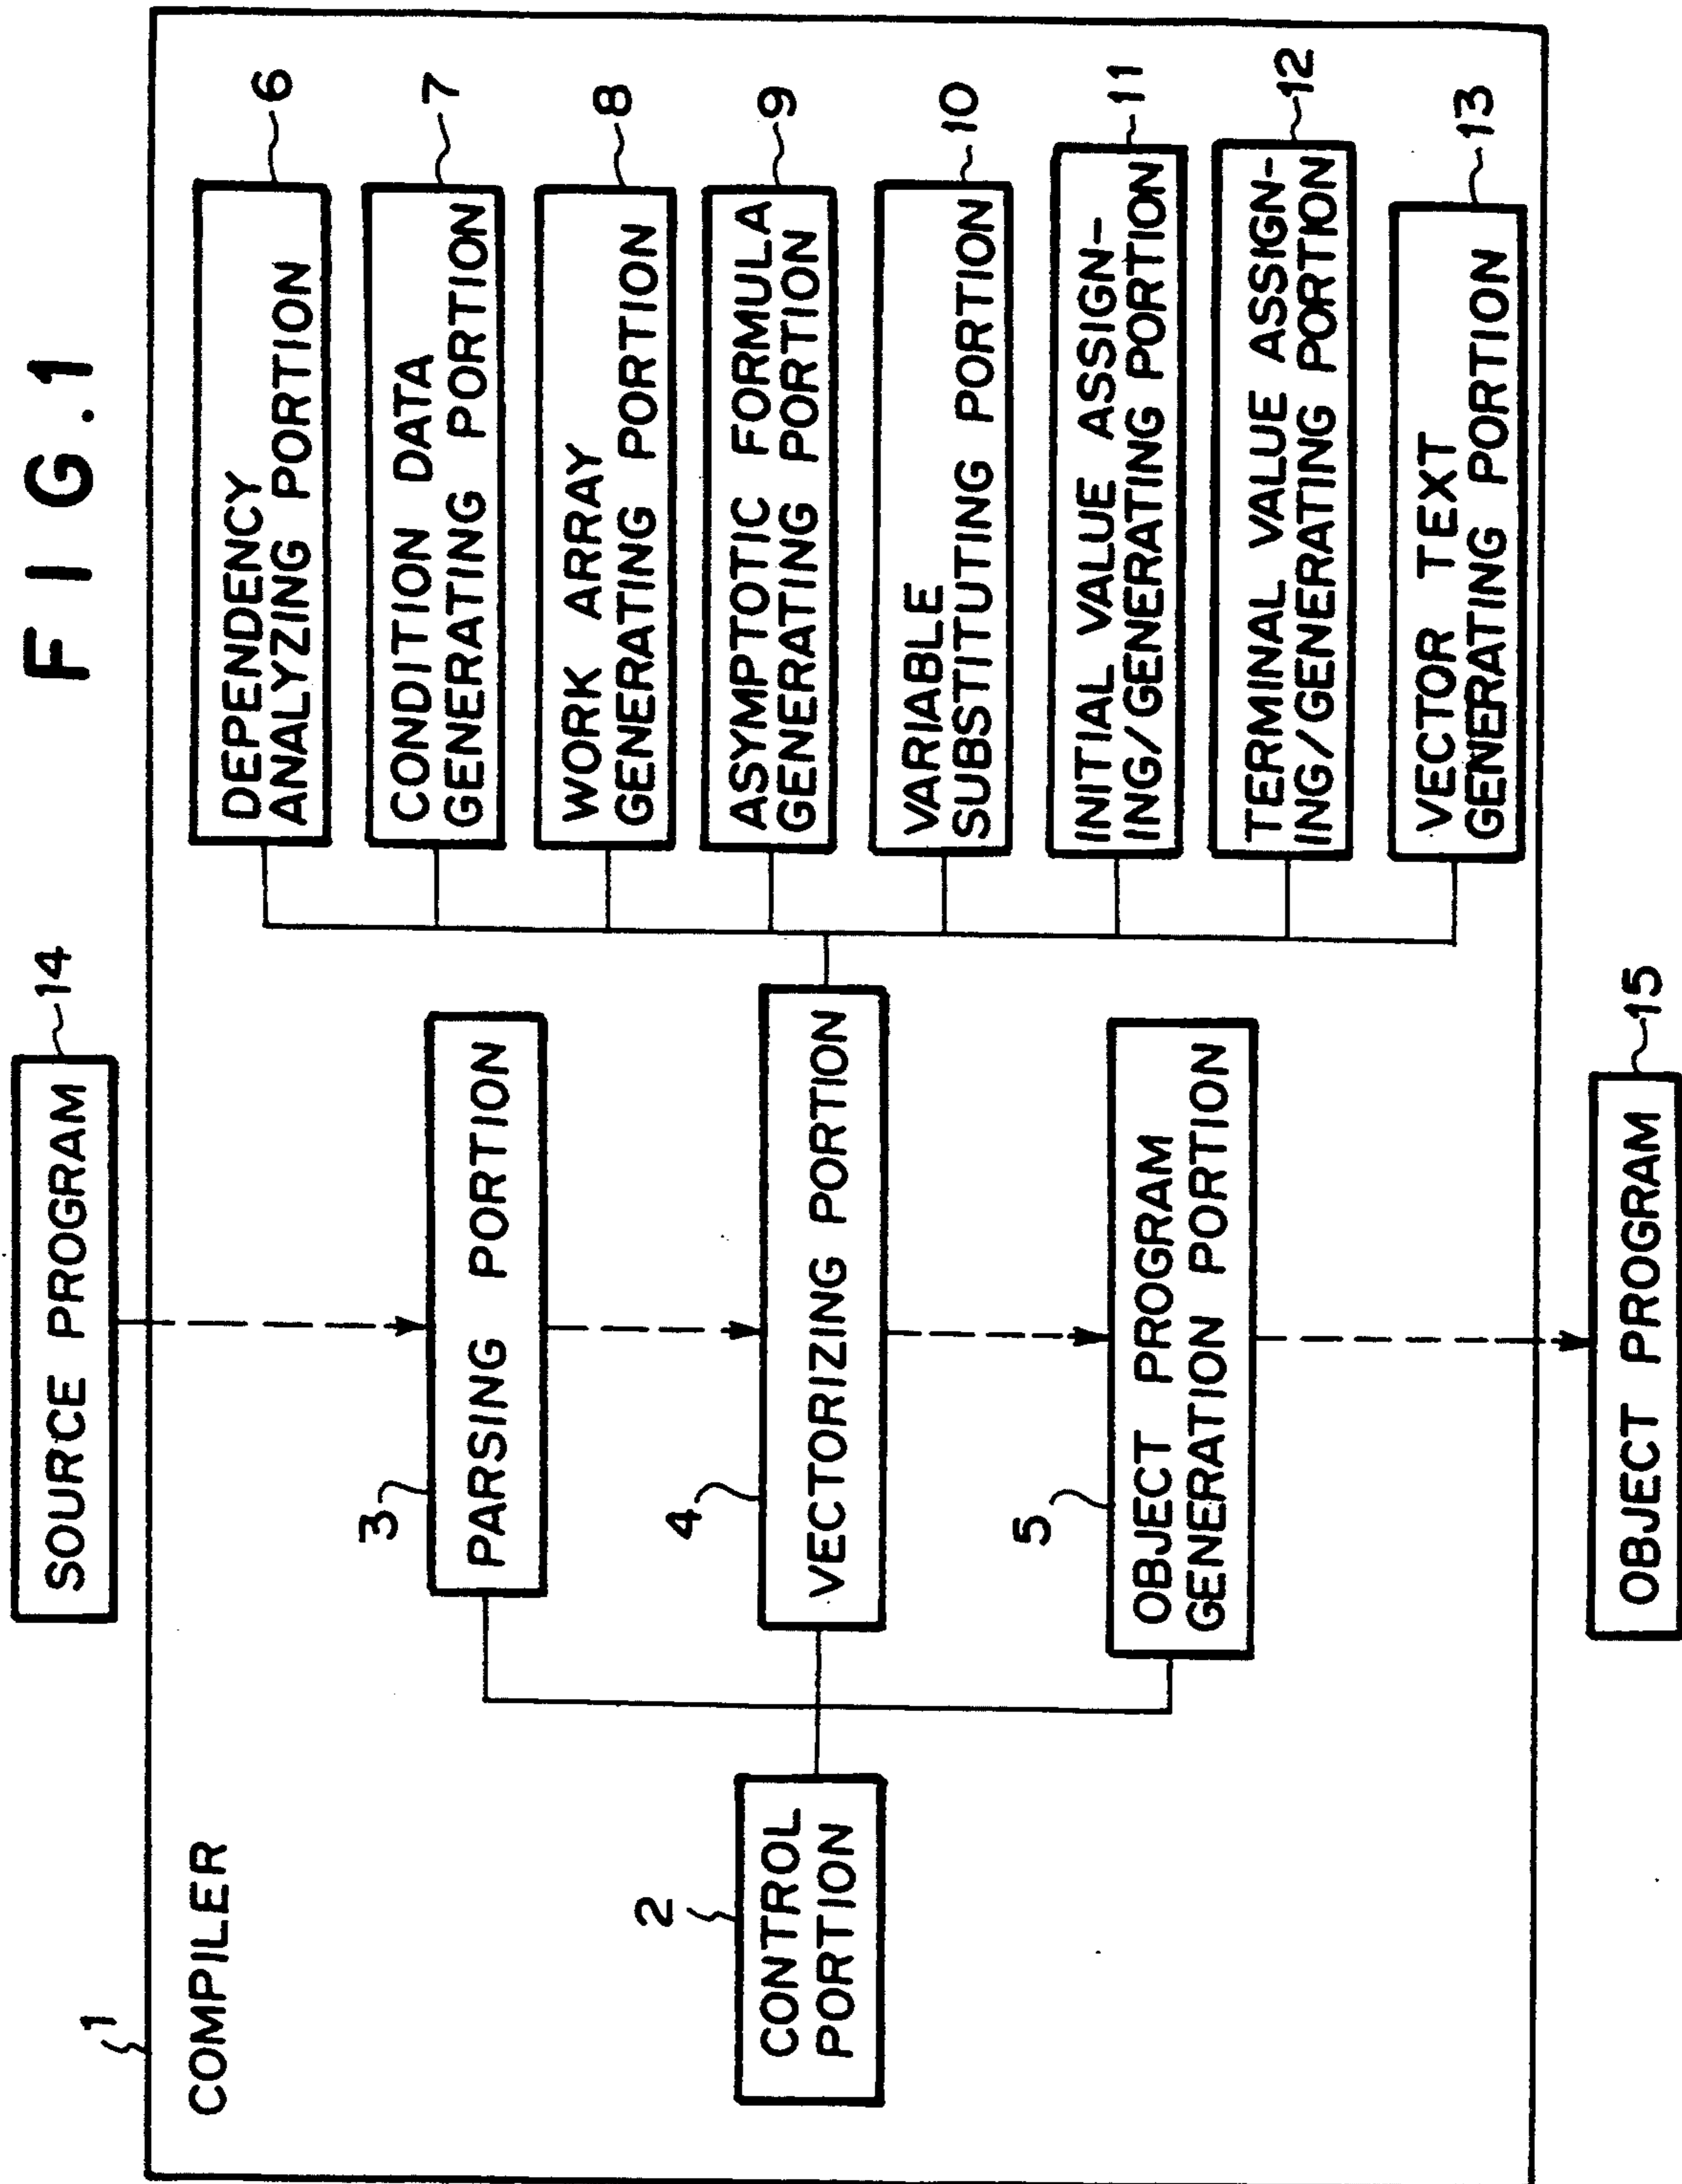 FIG.1
SOURCE PROGRAM
14
1
COMPILER
2
CONTROL
PORTION
3
PARSING PORTION
4
VECTORIZING PORTION
5
OBJECT PROGRAM
GENERATION PORTION
DEPENDENCY
ANALYZING PORTION
6
CONDITION DATA
GENERATING PORTION
7
WORK ARRAY
GENERATING PORTION
8
ASYMPTOTIC FORMULA
GENERATING PORTION
9
VARIABLE
SUBSTITUTING PORTION
10
INITIAL VALUE ASSIGN-
ING/GENERATING PORTION
11
TERMINAL VALUE ASSIGN-
ING/GENERATING PORTION
12
VECTOR TEXT
GENERATING PORTION
13
OBJECT PROGRAM
15